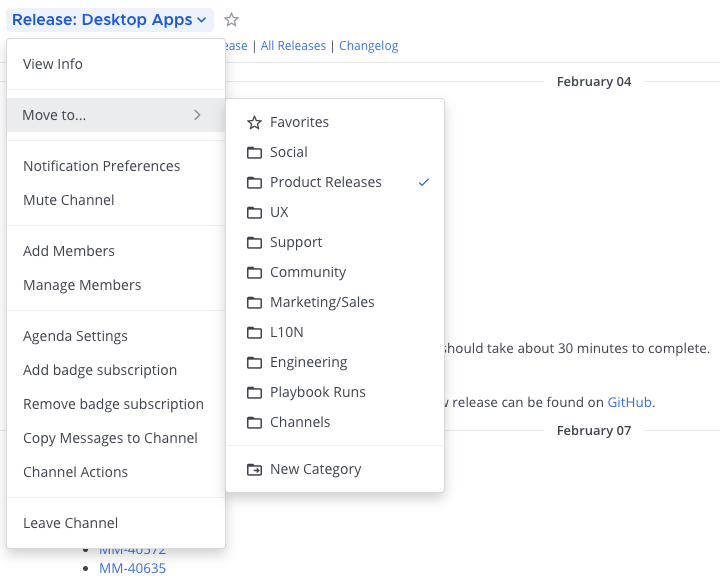 Release: Desktop Apps
ease | All Releases | Changelog
View Info
February 04
Move to...
Favorites
Social
Notification Preferences
Product Releases
Mute Channel
UX
Support
Add Members
Community
Manage Members
Marketing/Sales
L10N
Agenda Settings
should take about 30 minutes to complete.
Engineering
Add badge subscription
Playbook Runs
Remove badge subscription
release can be found on GitHub.
Channels
February 07
Copy Messages to Channel
New Category
Channel Actions
Leave Channel
MM-40572
MM-40635